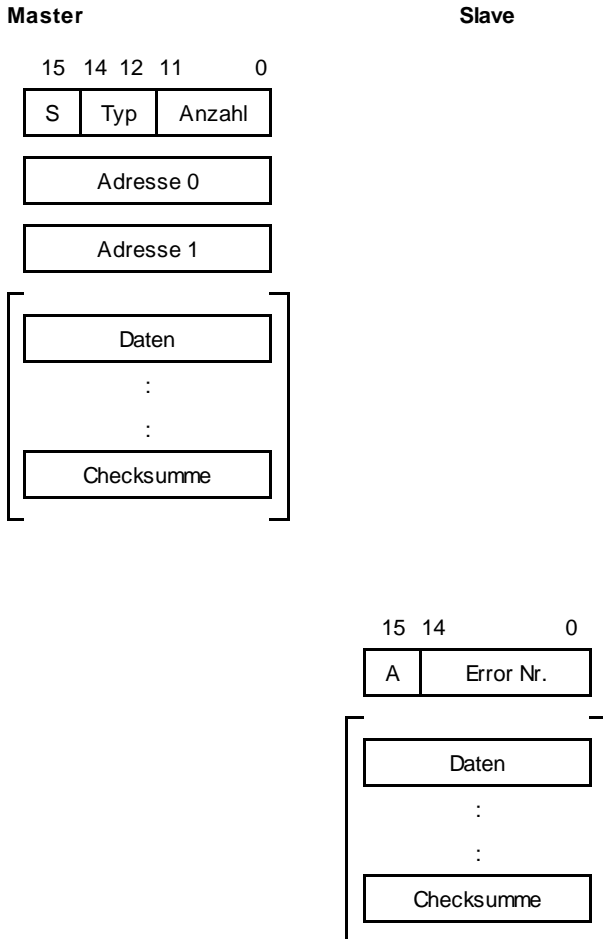 Master Slave
15 14 12 11 0
S Typ Anzahl
Adresse 0
Adresse 1
Daten
:
:
Checksumme
15 14 0
A Error Nr.
Daten
:
:
Checksumme